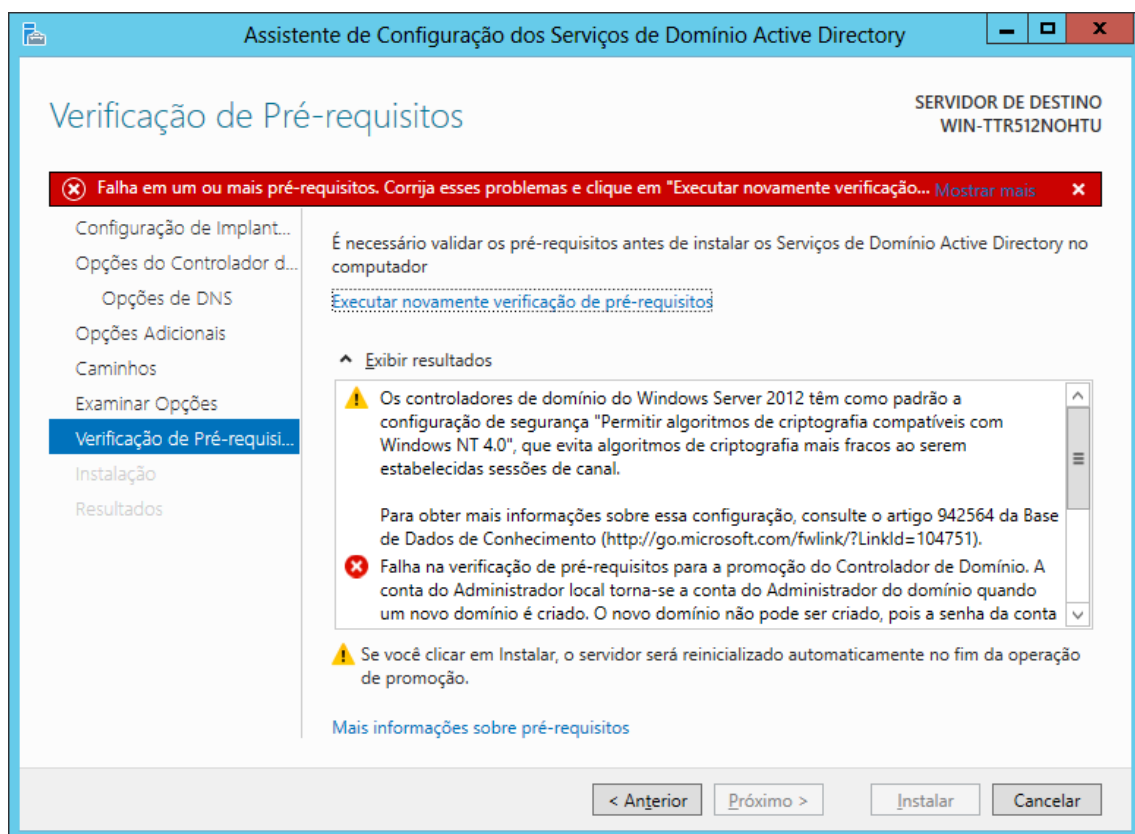 Assistente de Configuração dos Serviços de Domínio Active Directory
Verificação de Pré-requisitos
SERVIDOR DE DESTINO
WIN-TTR512NOHTU
Falha em um ou mais pré-requisitos. Corrija esses problemas e clique em "Executar novamente verificação... Mostrar mais
Configuração de Implant...
Opções do Controlador d...
Opções de DNS
Opções Adicionais
Caminhos
Examinar Opções
Verificação de Pré-requisi...
Instalação
Resultados
É necessário validar os pré-requisitos antes de instalar os Serviços de Domínio Active Directory no
computador
Executar novamente verificação de pré-requisitos
Exibir resultados
Os controladores de domínio do Windows Server 2012 têm como padrão a
configuração de segurança "Permitir algoritmos de criptografia compatíveis com
Windows NT 4.0", que evita algoritmos de criptografia mais fracos ao serem
estabelecidas sessões de canal.
Para obter mais informações sobre essa configuração, consulte o artigo 942564 da Base
de Dados de Conhecimento (http://go.microsoft.com/fwlink/?LinkId=104751).
Falha na verificação de pré-requisitos para a promoção do Controlador de Domínio. A
conta do Administrador local torna-se a conta do Administrador do domínio quando
um novo domínio é criado. O novo domínio não pode ser criado, pois a senha da conta
Se você clicar em Instalar, o servidor será reinicializado automaticamente no fim da operação
de promoção.
Mais informações sobre pré-requisitos
< Anterior
Próximo >
Instalar
Cancelar